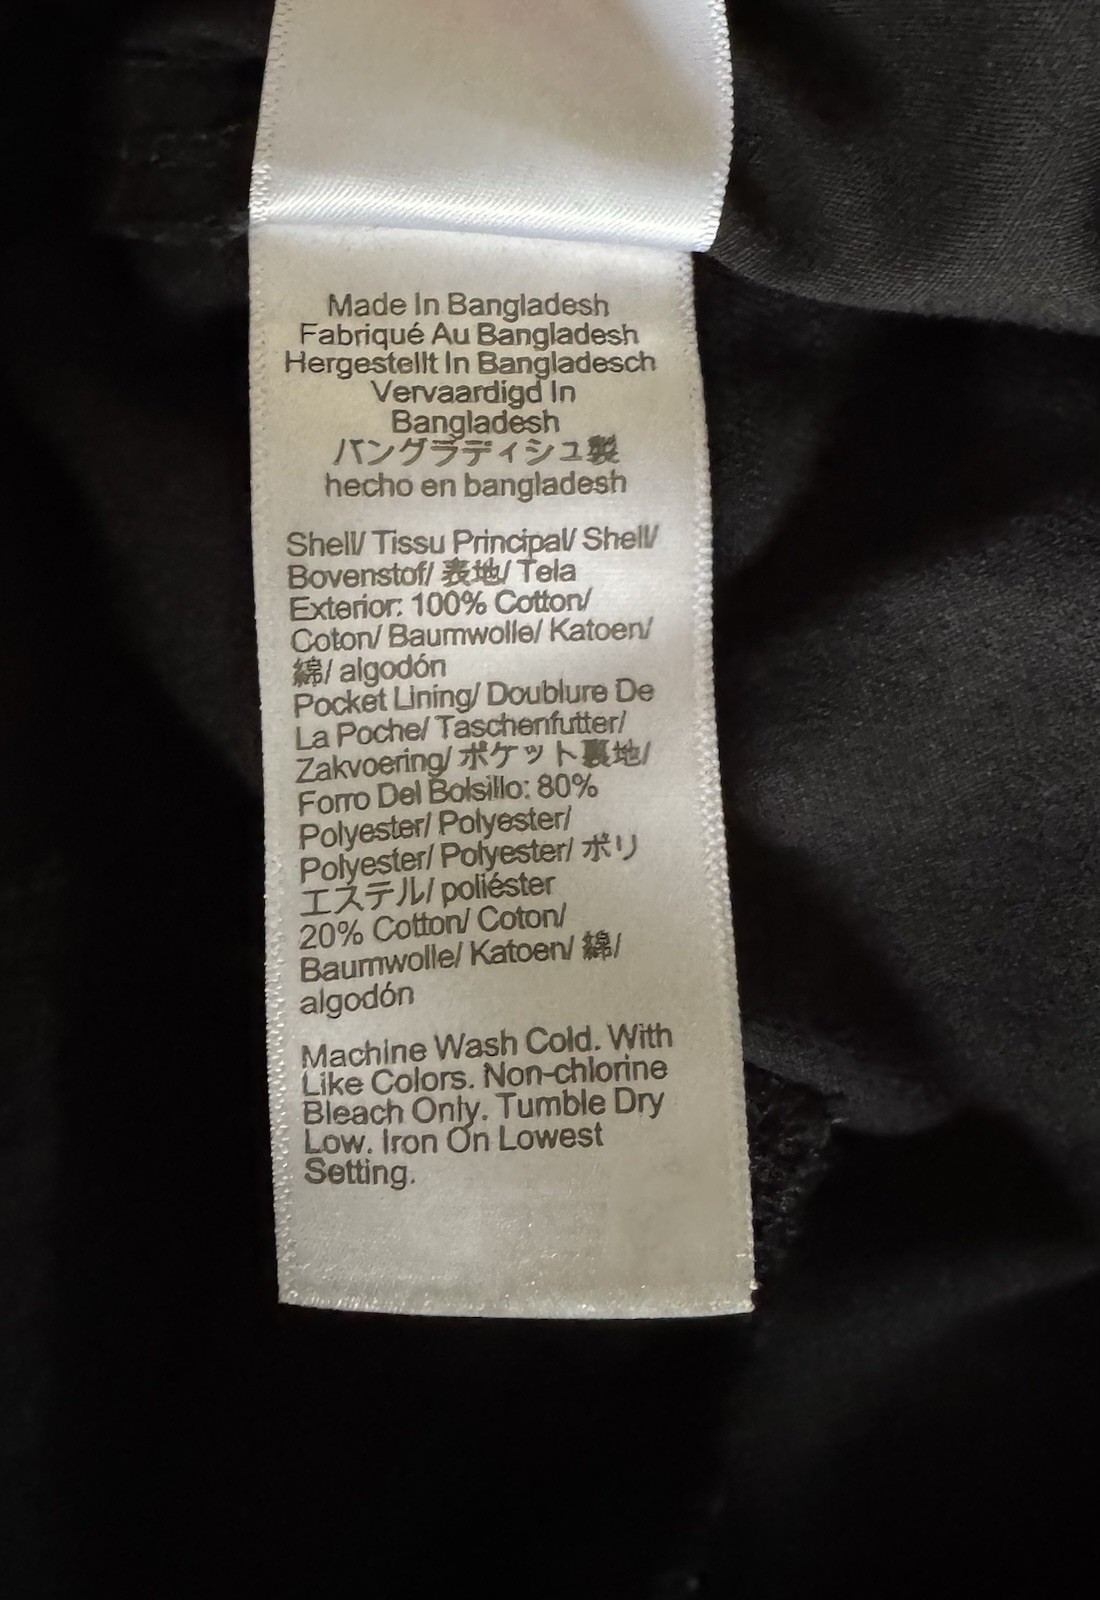 Made In Bangladesh
Fabriqué Au Bangladesh
Hergestellt In Bangladesch
Vervaardigd In
Bangladesh
バングラディシュ製
hecho en bangladesh
Shell/ Tissu Principal/ Shell/
Bovenstof/ 表地/ Tela
Exterior: 100% Cotton/
Coton/ Baumwolle/ Katoen/
綿/ algodón
Pocket Lining/ Doublure De
La Poche/ Taschenfutter/
Zakvoering/ ポケット裏地/
Forro Del Bolsillo: 80%
Polyester/ Polyester/
Polyester/ Polyester/ ポリ
エステル/ poliéster
20% Cotton/ Coton/
Baumwolle/ Katoen/ 綿/
algodón
Machine Wash Cold. With
Like Colors. Non-chlorine
Bleach Only. Tumble Dry
Low. Iron On Lowest
Setting.